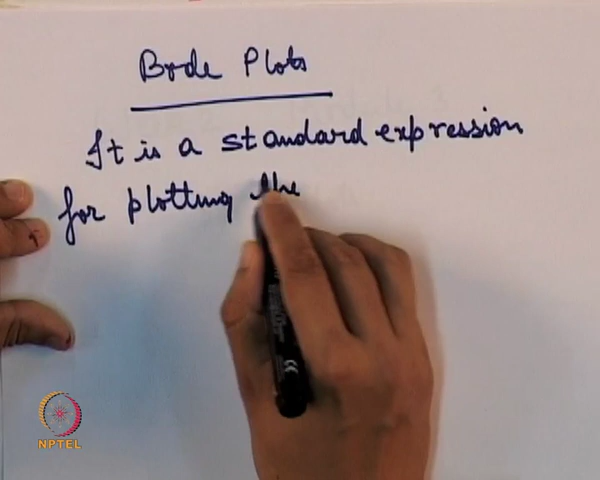 Bode Plots
It is a standard expression
for plotting the
NPTEL